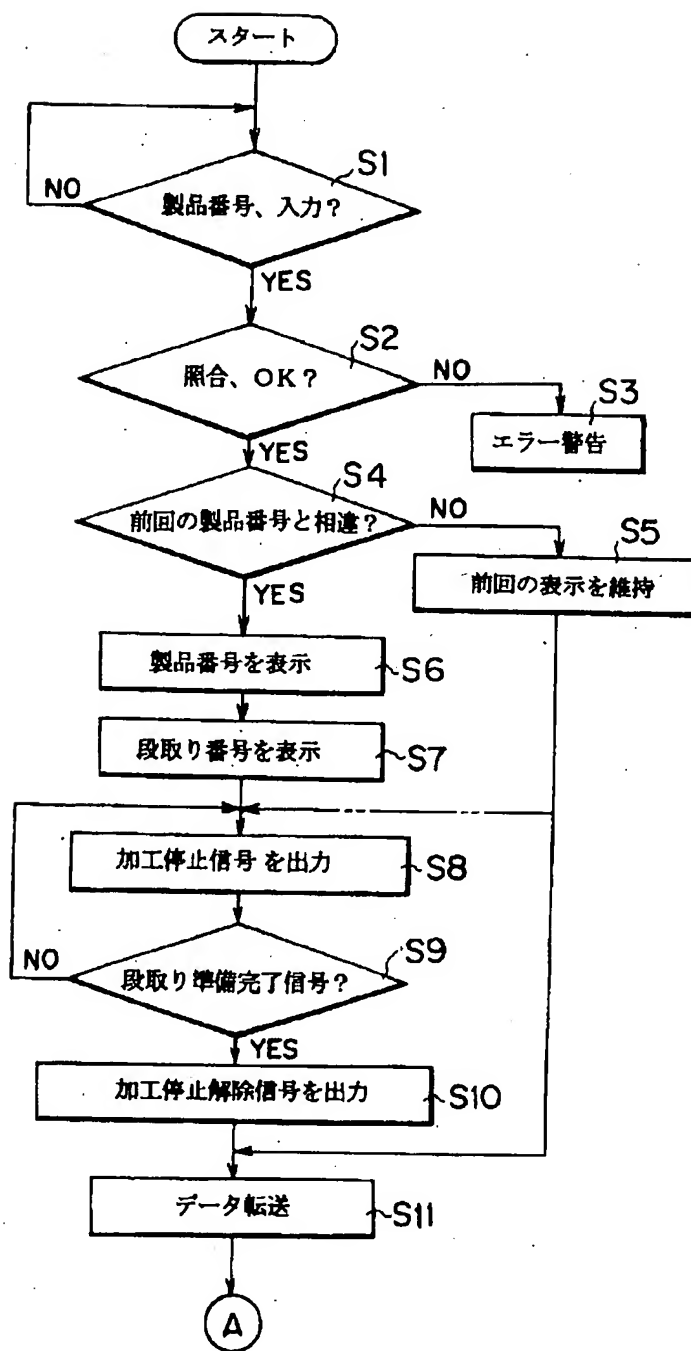 スタート
S1
NO
製品番号、入力?
YES
S2
照合、OK?
NO
S3
エラー警告
YES
S4
前回の製品番号と相違?
NO
S5
前回の表示を維持
YES
製品番号を表示
S6
段取り番号を表示
S7
加工停止信号を出力
S8
S9
NO
段取り準備完了信号?
YES
加工停止解除信号を出力
S10
データ転送
S11
A